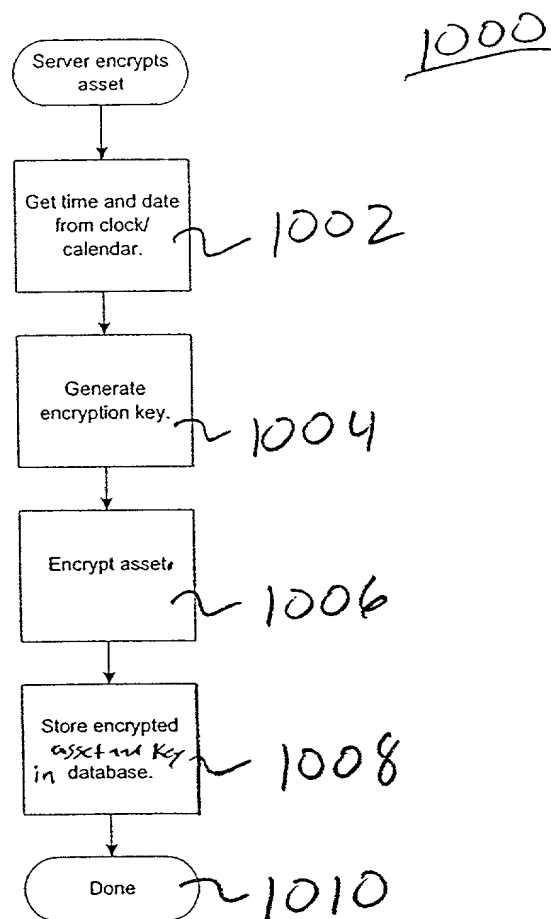 1000
Server encrypts
asset
Get time and date
from clock/
calendar.
1002
Generate
encryption key.
1004
Encrypt asset.
1006
Store encrypted
asset and key
in database.
1008
Done
1010